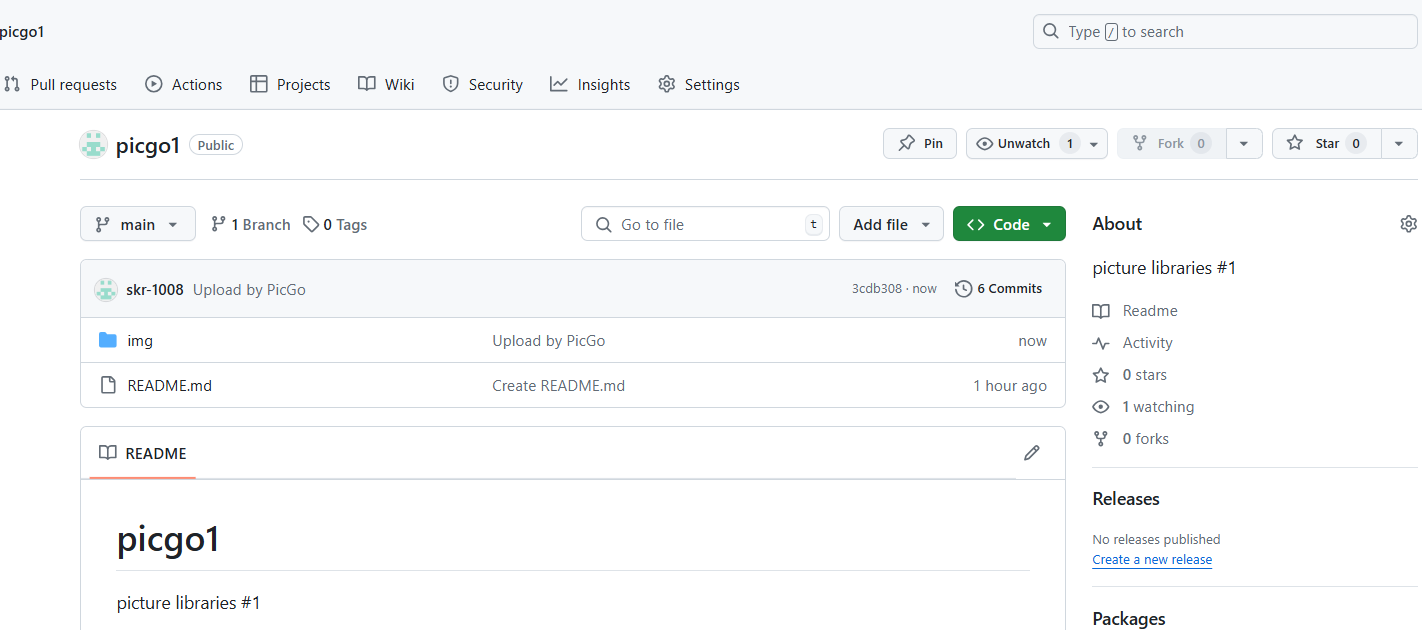 picgo1
Type / to search
Pull requests Actions Projects Wiki Security Insights Settings
picgo1 Public
Pin Unwatch 1 Fork 0 Star 0
main 1 Branch 0 Tags Go to file t Add file Code
skr-1008 Upload by PicGo 3cdb308 · now 6 Commits
img Upload by PicGo now
README.md Create README.md 1 hour ago
README
picgo1
picture libraries #1
About
picture libraries #1
Readme
Activity
0 stars
1 watching
0 forks
Releases
No releases published
Create a new release
Packages